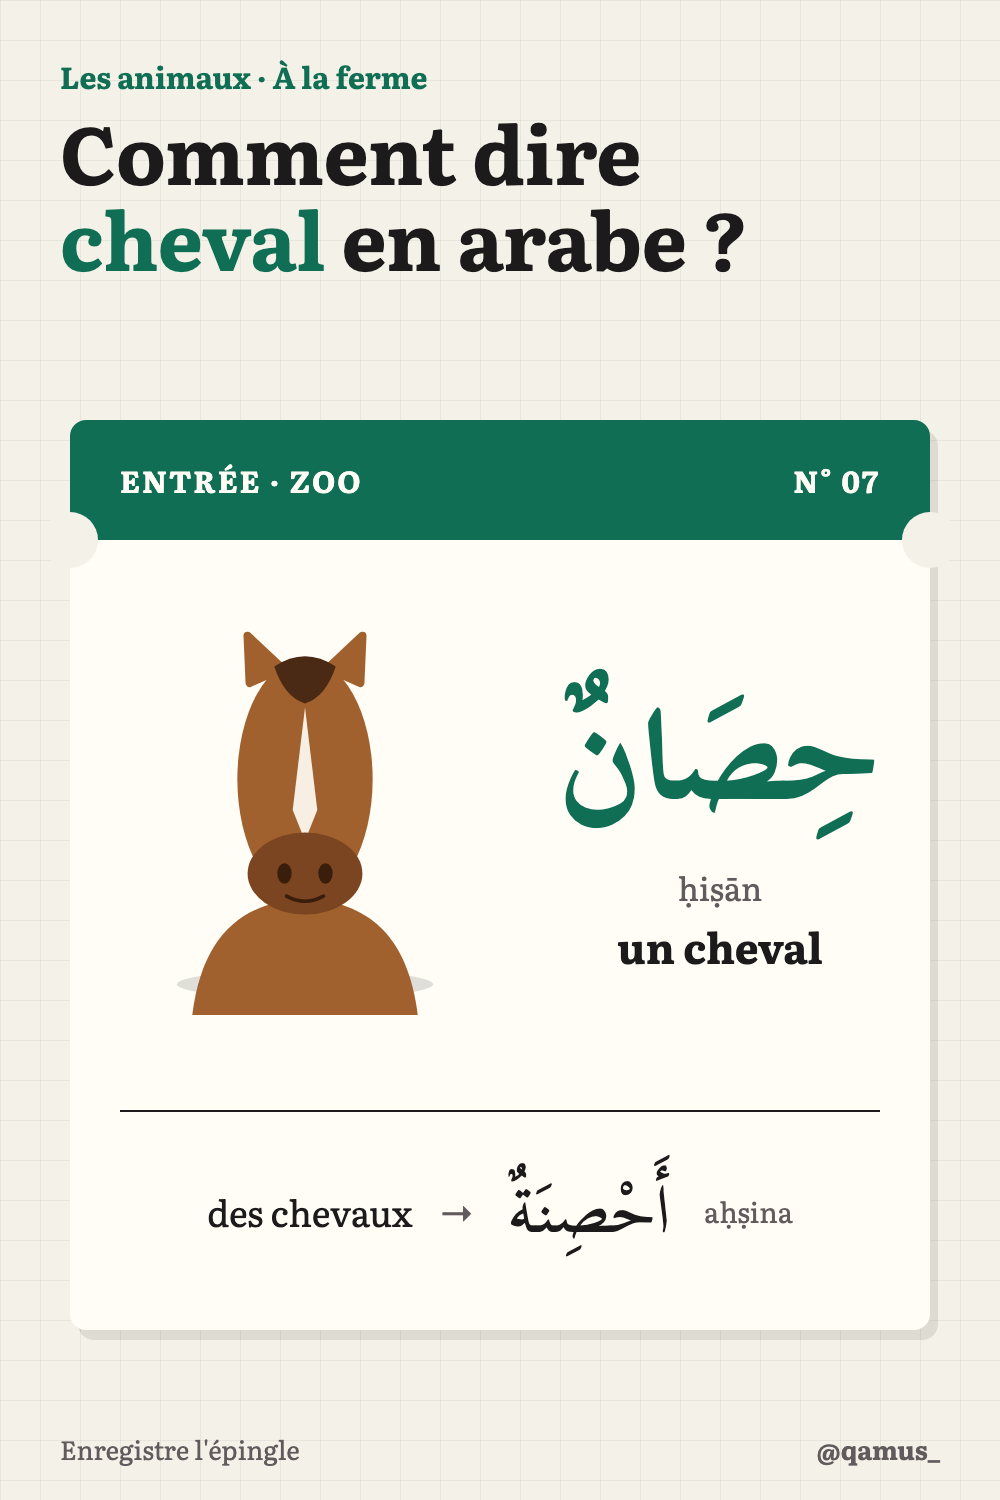 Les animaux · À la ferme
Comment dire
cheval en arabe ?
ENTRÉE · ZOO
N° 07
حِصَانٌ
ḥiṣān
un cheval
des chevaux → أَحْصِنَةٌ aḥṣina
Enregistre l'épingle
@qamus_